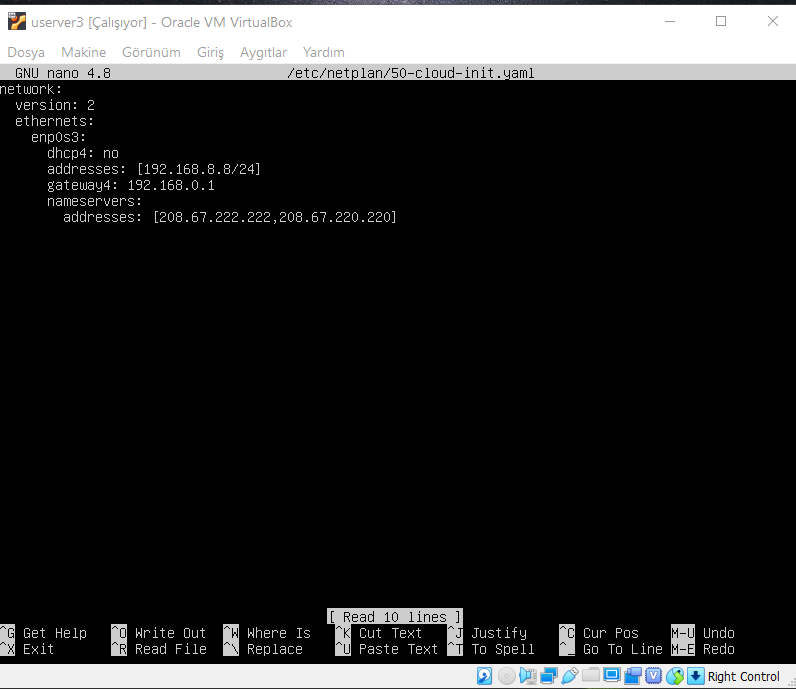 userver3 [Çalışıyor] - Oracle VM VirtualBox
Dosya Makine Görünüm Giriş Aygıtlar Yardım
GNU nano 4.8 /etc/netplan/50-cloud-init.yaml
network:
  version: 2
  ethernets:
    enp0s3:
      dhcp4: no
      addresses: [192.168.8.8/24]
      gateway4: 192.168.0.1
      nameservers:
        addresses: [208.67.222.222,208.67.220.220]
[ Read 10 lines ]
^G Get Help ^O Write Out ^W Where Is ^K Cut Text ^J Justify ^C Cur Pos M-U Undo
^X Exit ^R Read File ^\ Replace ^U Paste Text ^T To Spell ^_ Go To Line M-E Redo
Right Control